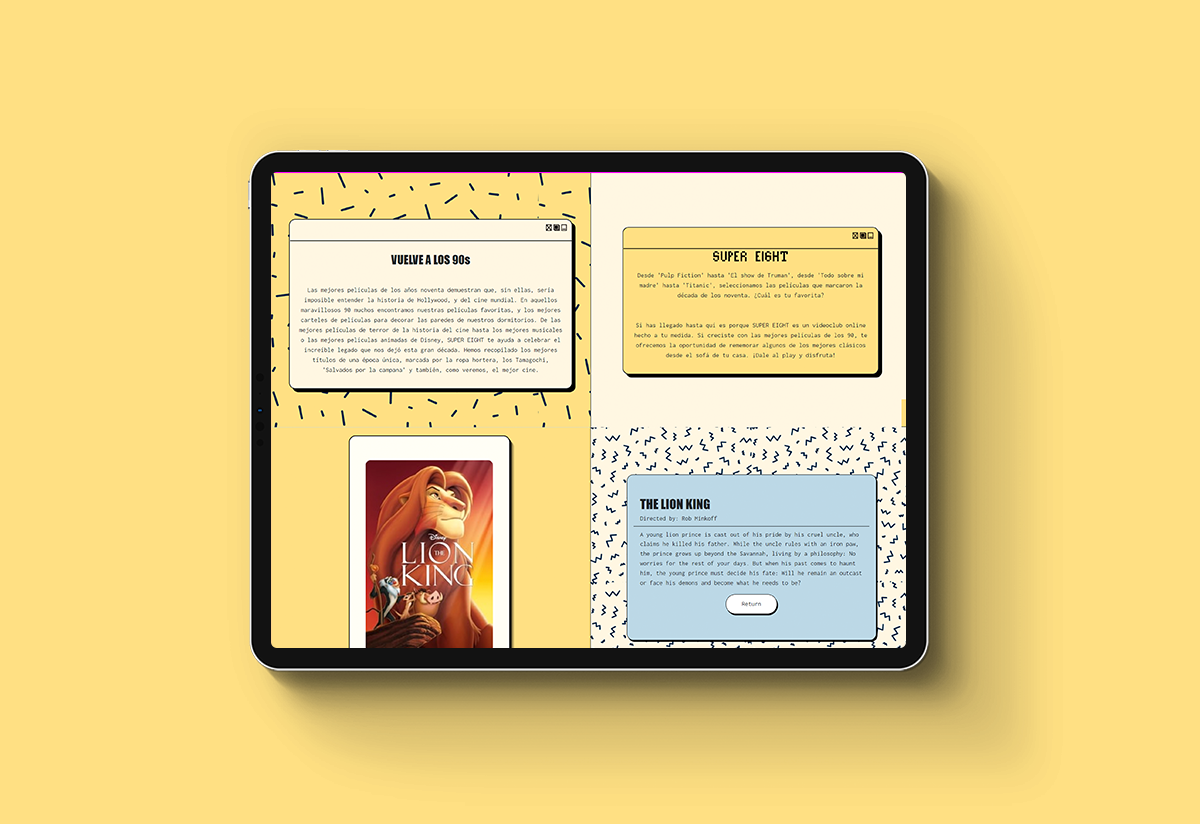 VUELVE A LOS 90s
Las mejores películas de los años noventa demuestran que, sin ellas, sería
imposible entender la historia de Hollywood, y del cine mundial. En aquellos
maravillosos 90 muchos encontramos nuestras películas favoritas, y los mejores
carteles de películas para decorar las paredes de nuestros dormitorios. De las
mejores películas de terror de la historia del cine hasta los mejores musicales
o las mejores películas animadas de Disney, SUPER EIGHT te ayuda a celebrar el
increíble legado que nos dejó esta gran década. Hemos recopilado los mejores
títulos de una época única, marcada por la ropa hortera, los Tamagochi,
'Salvados por la campana' y también, como veremos, el mejor cine.
SUPER EIGHT
Desde 'Pulp Fiction' hasta 'El show de Truman', desde 'Todo sobre mi
madre' hasta 'Titanic', seleccionamos las películas que marcaron la
década de los noventa. ¿Cuál es tu favorita?
Si has llegado hasta qui es porque SUPER EIGHT es un videoclub online
hecho a tu medida. Si creciste con las mejores películas de los 90, te
ofrecemos la oportunidad de rememorar algunos de los mejores clásicos
desde el sofá de tu casa. ¡Dale al play y disfruta!
Disney
THE
LION
KING
THE LION KING
Directed by: Rob Minkoff
A young lion prince is cast out of his pride by his cruel uncle, who
claims he killed his father. While the uncle rules with an iron paw,
the prince grows up beyond the Savannah, living by a philosophy: No
worries for the rest of your days. But when his past comes to haunt
him, the young prince must decide his fate: Will he remain an outcast
or face his demons and become what he needs to be?
Return